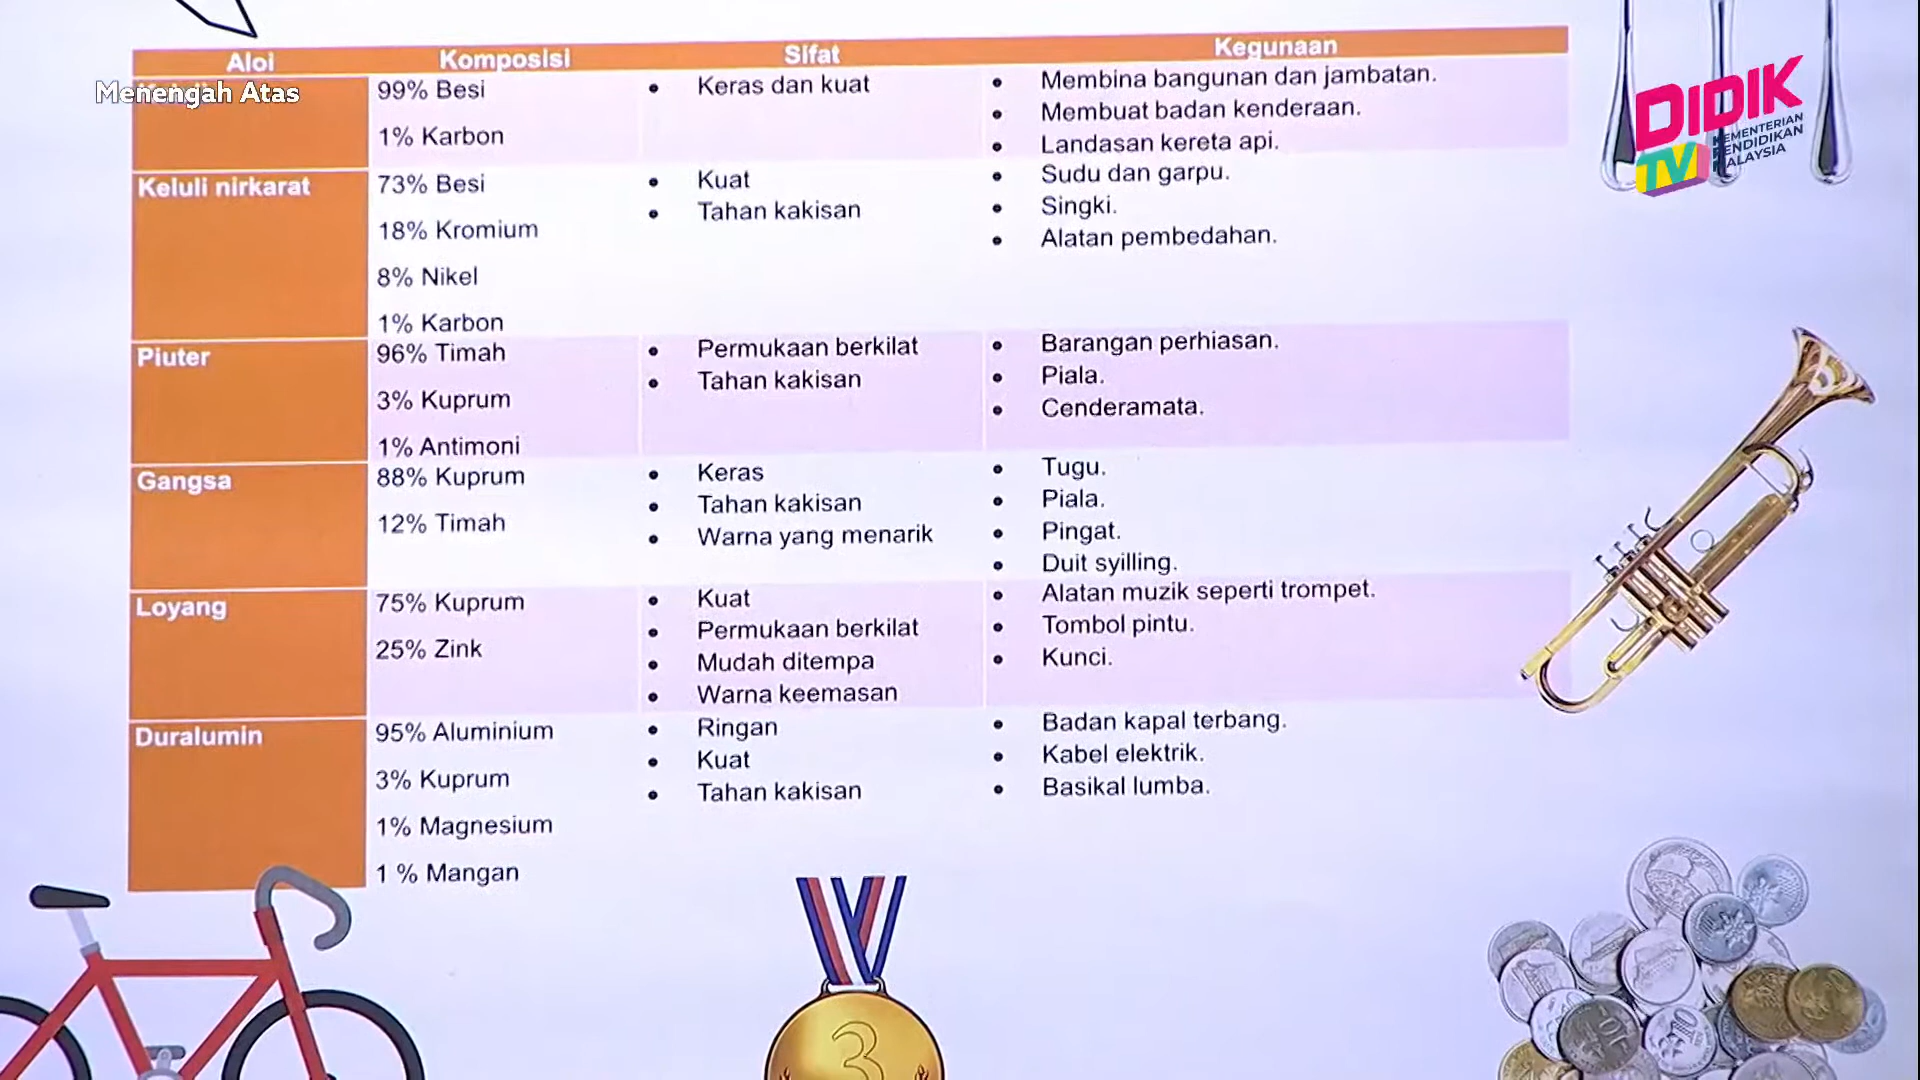 Aloi Komposisi Sifat Kegunaan
Menengah Atas
99% Besi
1% Karbon
Keras dan kuat
Membina bangunan dan jambatan.
Membuat badan kenderaan.
Landasan kereta api.
Keluli nirkarat
73% Besi
18% Kromium
8% Nikel
1% Karbon
Kuat
Tahan kakisan
Sudu dan garpu.
Singki.
Alatan pembedahan.
Piuter
96% Timah
3% Kuprum
1% Antimoni
Permukaan berkilat
Tahan kakisan
Barangan perhiasan.
Piala.
Cenderamata.
Gangsa
88% Kuprum
12% Timah
Keras
Tahan kakisan
Warna yang menarik
Tugu.
Piala.
Pingat.
Duit syilling.
Loyang
75% Kuprum
25% Zink
Kuat
Permukaan berkilat
Mudah ditempa
Warna keemasan
Alatan muzik seperti trompet.
Tombol pintu.
Kunci.
Duralumin
95% Aluminium
3% Kuprum
1% Magnesium
1 % Mangan
Ringan
Kuat
Tahan kakisan
Badan kapal terbang.
Kabel elektrik.
Basikal lumba.
DIDIK
TV
KEMENTERIAN
PENDIDIKAN
MALAYSIA
3
10
10